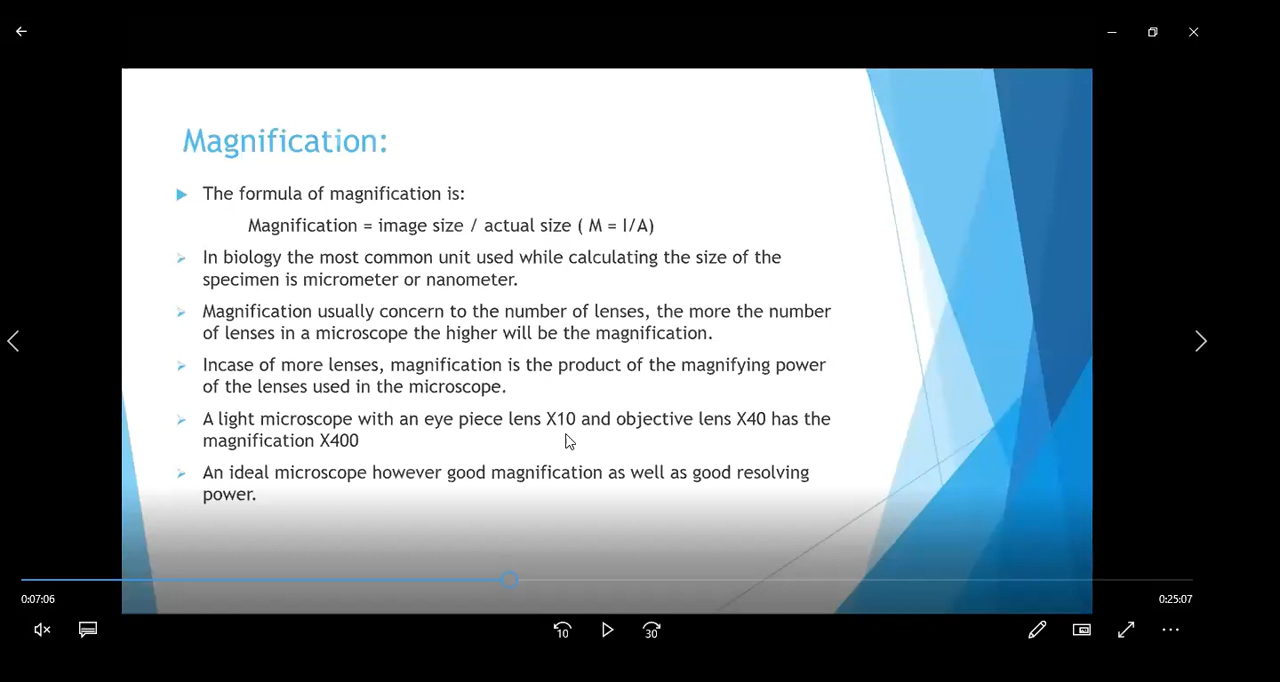 Magnification:
The formula of magnification is:
Magnification = image size / actual size ( M = I/A)
In biology the most common unit used while calculating the size of the
specimen is micrometer or nanometer.
Magnification usually concern to the number of lenses, the more the number
of lenses in a microscope the higher will be the magnification.
Incase of more lenses, magnification is the product of the magnifying power
of the lenses used in the microscope.
A light microscope with an eye piece lens X10 and objective lens X40 has the
magnification X400
An ideal microscope however good magnification as well as good resolving
power.
0:07:06
0:25:07
10
30